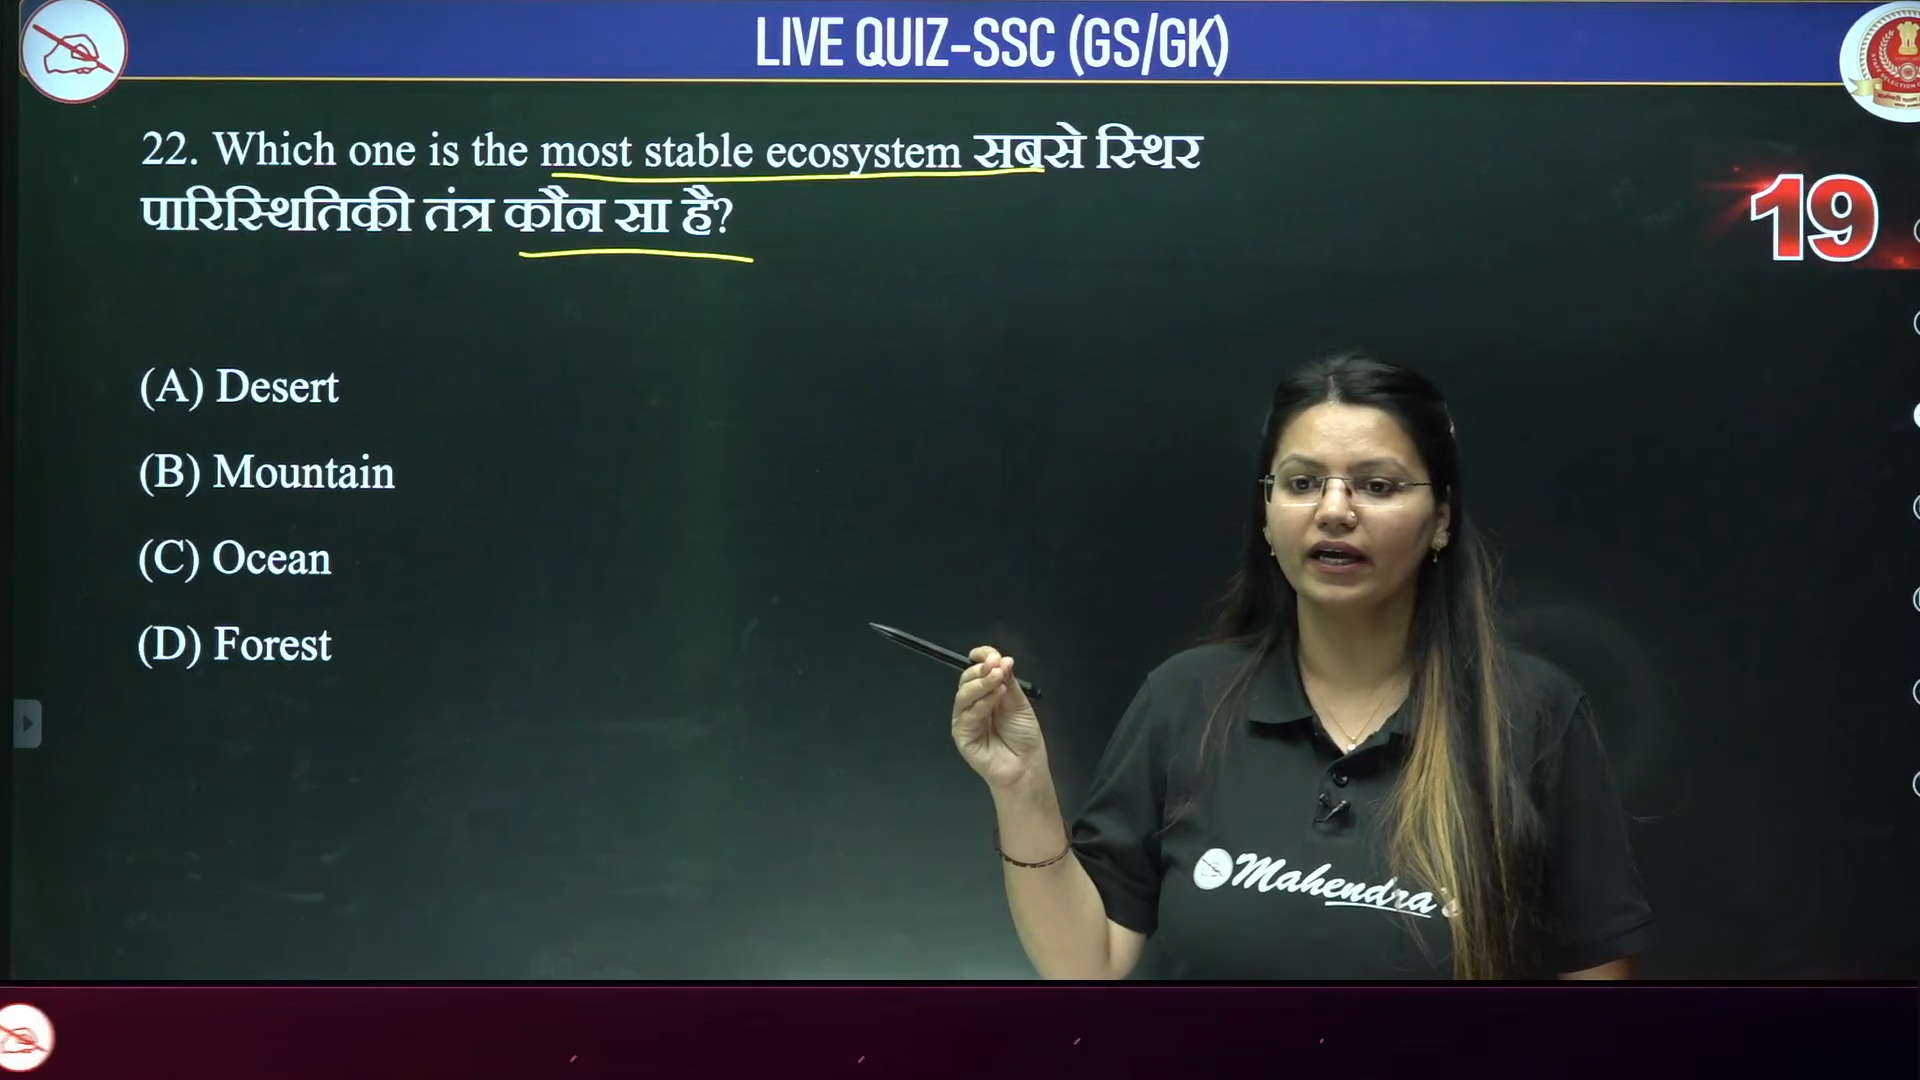 LIVE QUIZ-SSC (GS/GK)
22. Which one is the most stable ecosystem सबसे स्थिर
पारिस्थितिकी तंत्र कौन सा है?
19
(A) Desert
(B) Mountain
(C) Ocean
(D) Forest
Mahendra's